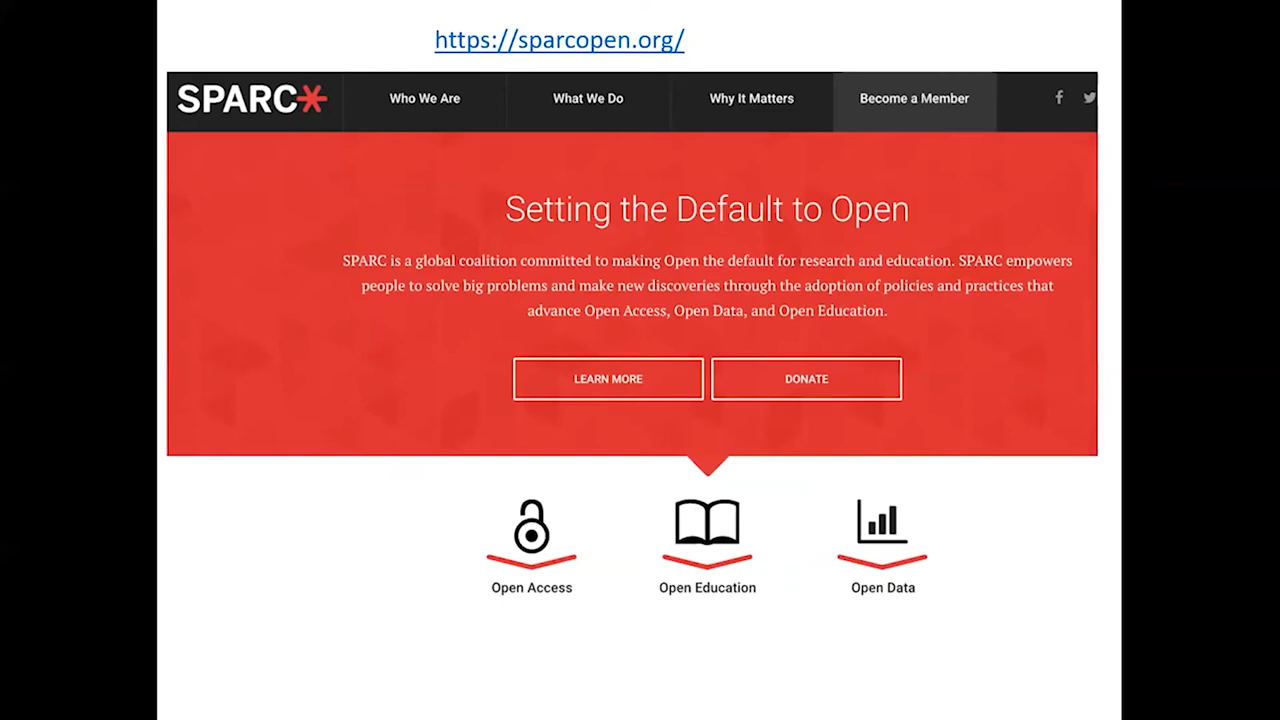 https://sparcopen.org/
SPARC
Who We Are
What We Do
Why It Matters
Become a Member
Setting the Default to Open
SPARC is a global coalition committed to making Open the default for research and education. SPARC empowers
people to solve big problems and make new discoveries through the adoption of policies and practices that
advance Open Access, Open Data, and Open Education.
LEARN MORE
DONATE
Open Access
Open Education
Open Data